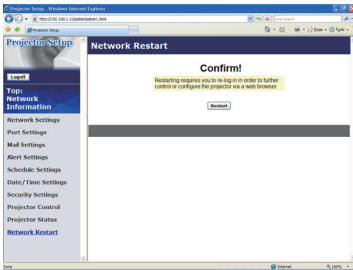 Projector Setup - Windows Internet Explorer
Projector Setup
Projector Setup
Network Restart
Logoff
Confirm!
Restarting requires you to re-log in in order to further
control or configure the projector via a web browser.
Restart
Top:
Network
Information
Network Settings
Port Settings
Mail Settings
Alert Settings
Schedule Settings
Date/Time Settings
Security Settings
Projector Control
Projector Status
Network Restart
Done
Internet
100%